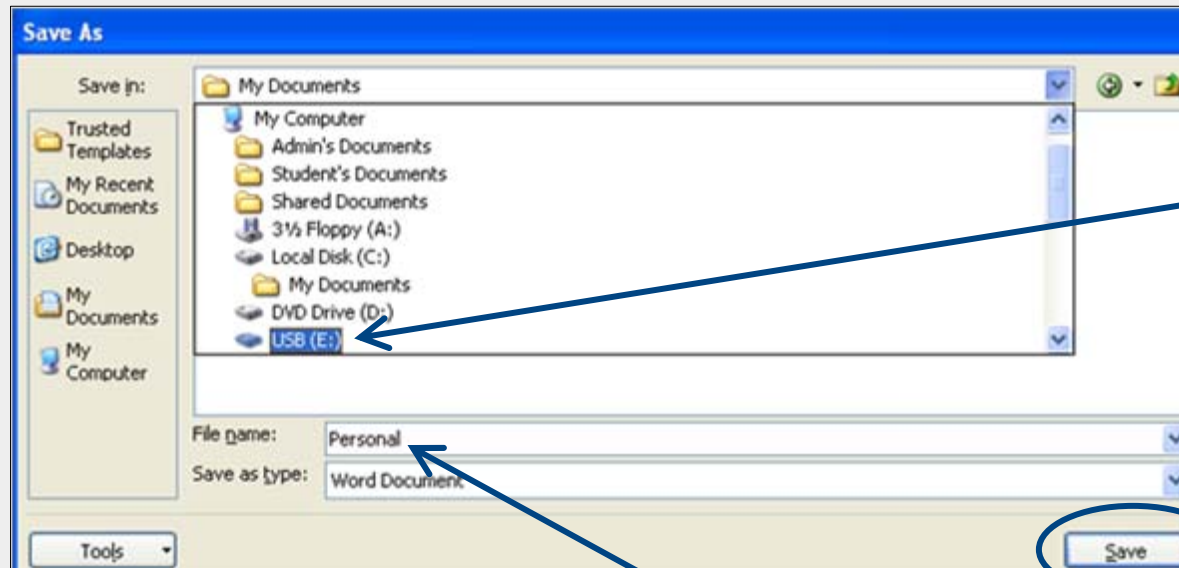 Save As
Save in:
My Documents
My Computer
Admin's Documents
Student's Documents
Shared Documents
3½ Floppy (A:)
Local Disk (C:)
My Documents
DVD Drive (D:)
USB (E:)
Trusted
Templates
My Recent
Documents
Desktop
My
Documents
My
Computer
File name:
Personal
Save as type:
Word Document
Tools
Save